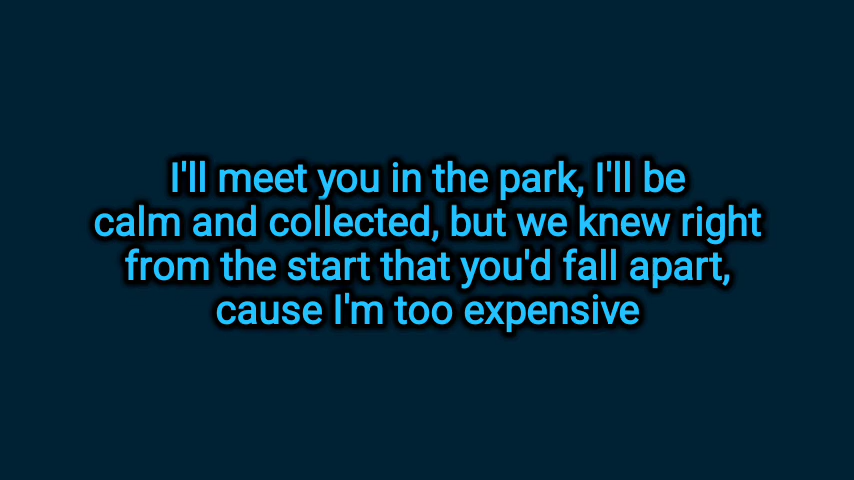 I'll meet you in the park, I'll be
calm and collected, but we knew right
from the start that you'd fall apart,
cause I'm too expensive